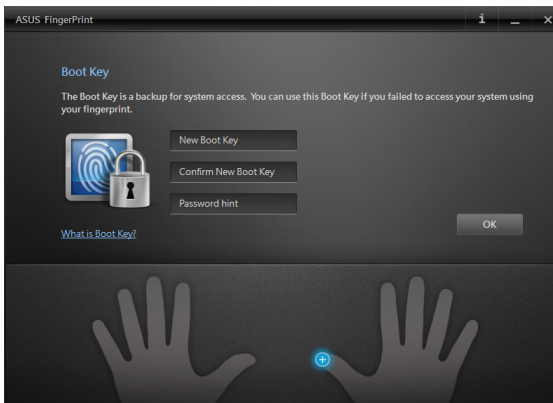 ASUS FingerPrint
Boot Key
The Boot Key is a backup for system access. You can use this Boot Key if you failed to access your system using
your fingerprint.
New Boot Key
Confirm New Boot Key
Password hint
OK
What is Boot Key?